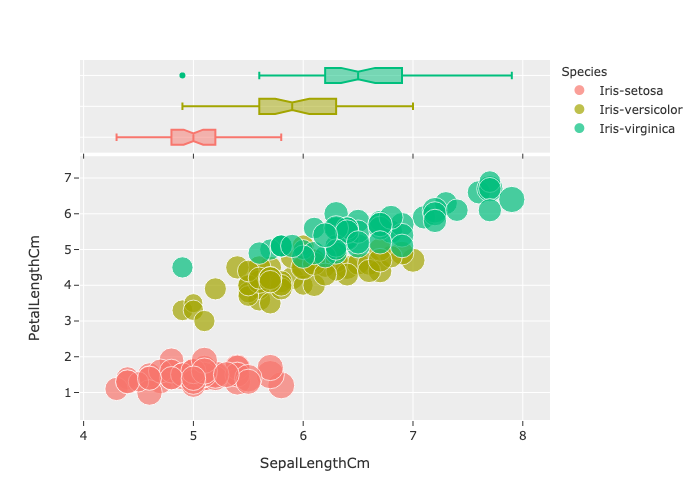 Species
Iris-setosa
Iris-versicolor
Iris-virginica
7
6
5
4
3
2
1
PetalLengthCm
4 5 6 7 8
SepalLengthCm